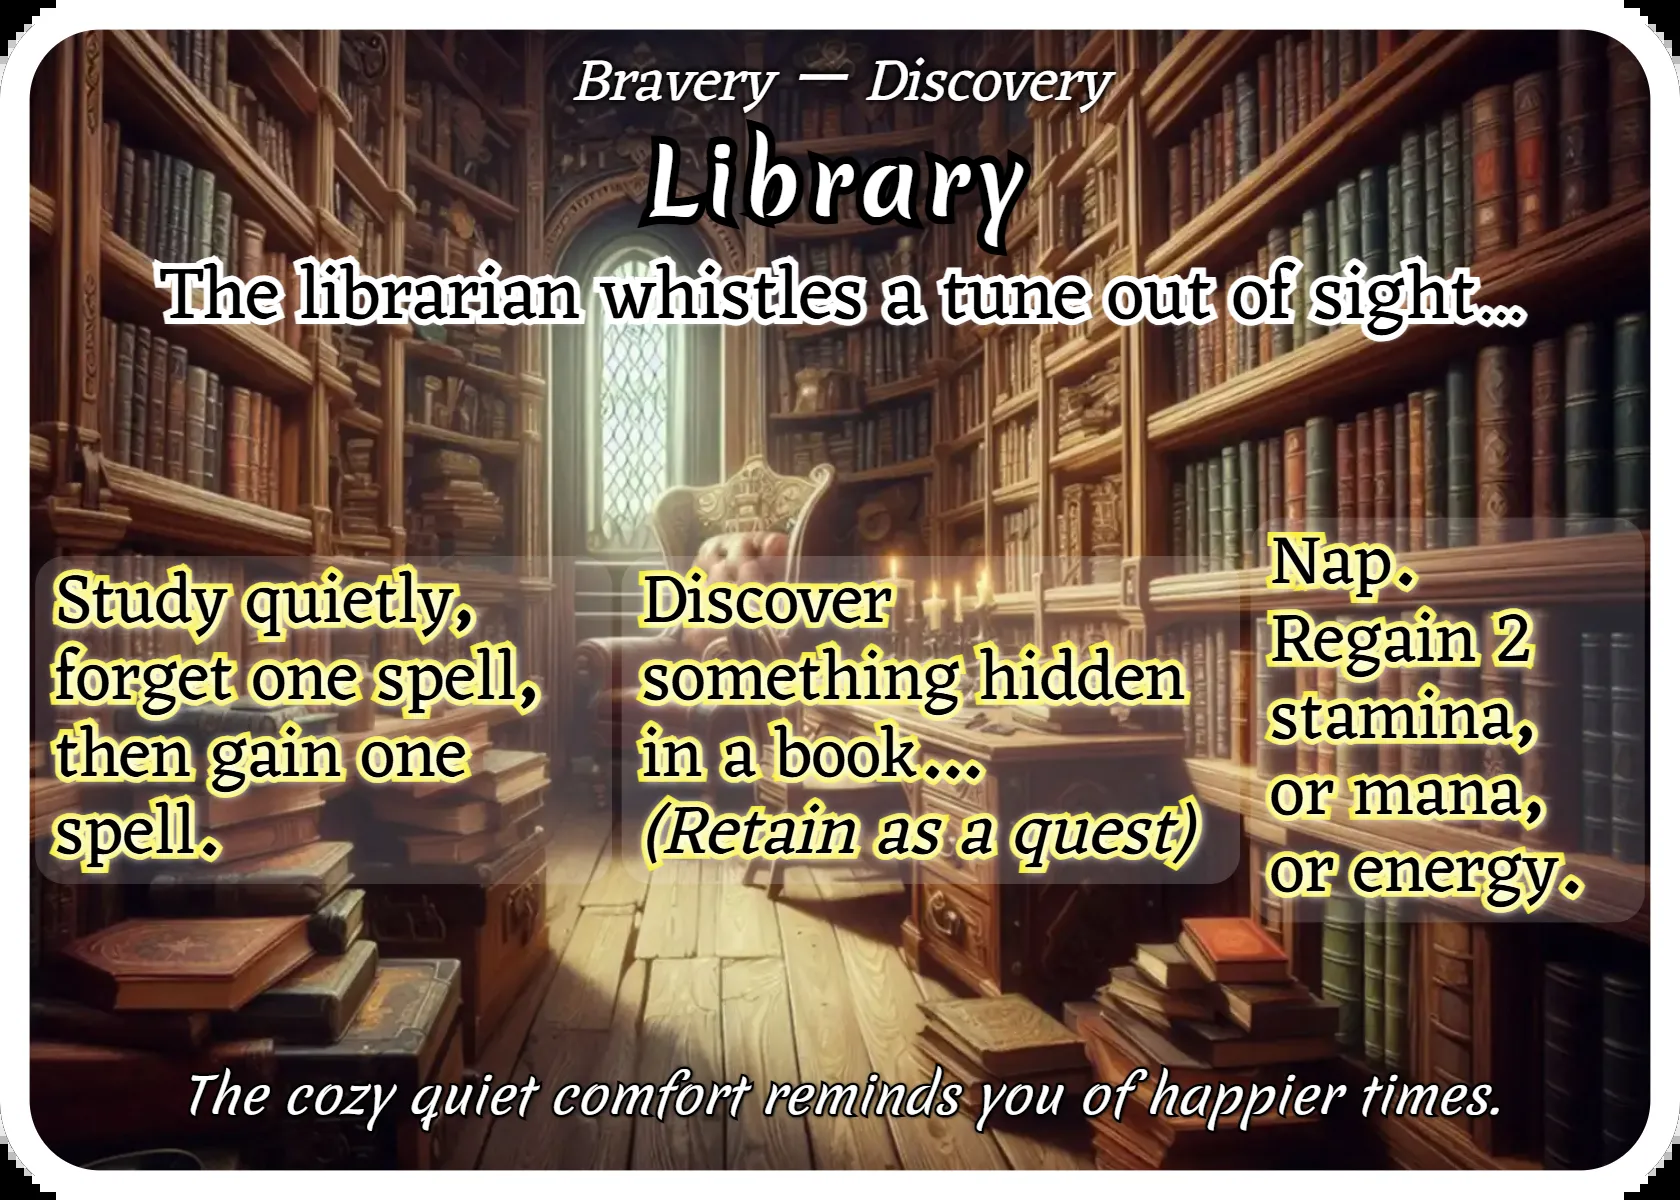 Bravery — Discovery
Library
The librarian whistles a tune out of sight...
Study quietly,
forget one spell,
then gain one
spell.
Discover
something hidden
in a book...
(Retain as a quest)
Nap.
Regain 2
stamina,
or mana,
or energy.
The cozy quiet comfort reminds you of happier times.